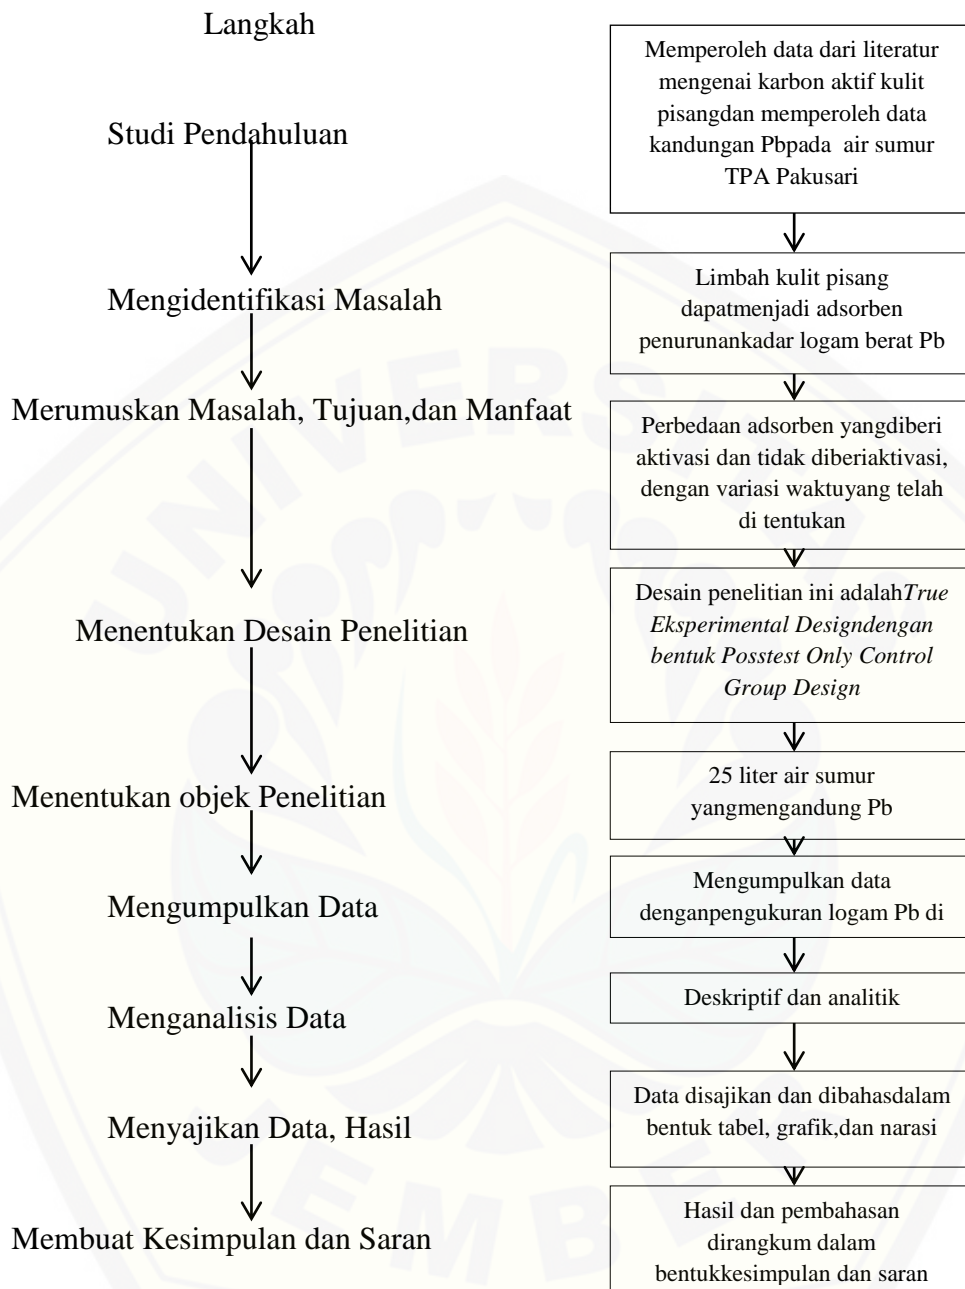 Langkah
Studi Pendahuluan
Mengidentifikasi Masalah
Merumuskan Masalah, Tujuan,dan Manfaat
Menentukan Desain Penelitian
Menentukan objek Penelitian
Mengumpulkan Data
Menganalisis Data
Menyajikan Data, Hasil
Membuat Kesimpulan dan Saran
Memperoleh data dari literatur
mengenai karbon aktif kulit
pisangdan memperoleh data
kandungan Pbpada air sumur
TPA Pakusari
Limbah kulit pisang
dapatmenjadi adsorben
penurunankadar logam berat Pb
Perbedaan adsorben yangdiberi
aktivasi dan tidak diberiaktivasi,
dengan variasi waktuyang telah
di tentukan
Desain penelitian ini adalahTrue
Eksperimental Designdengan
bentuk Posstest Only Control
Group Design
25 liter air sumur
yangmengandung Pb
Mengumpulkan data
denganpengukuran logam Pb di
Deskriptif dan analitik
Data disajikan dan dibahasdalam
bentuk tabel, grafik,dan narasi
Hasil dan pembahasan
dirangkum dalam
bentukkesimpulan dan saran
UNIVERSITAS
JEMBER